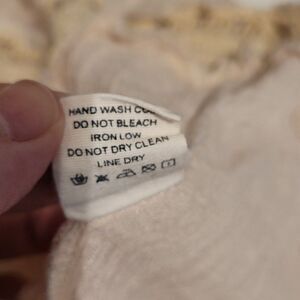 HAND WASH
DO NOT BLEACH
IRON LOW
DO NOT DRY CLEAN
LINE DRY